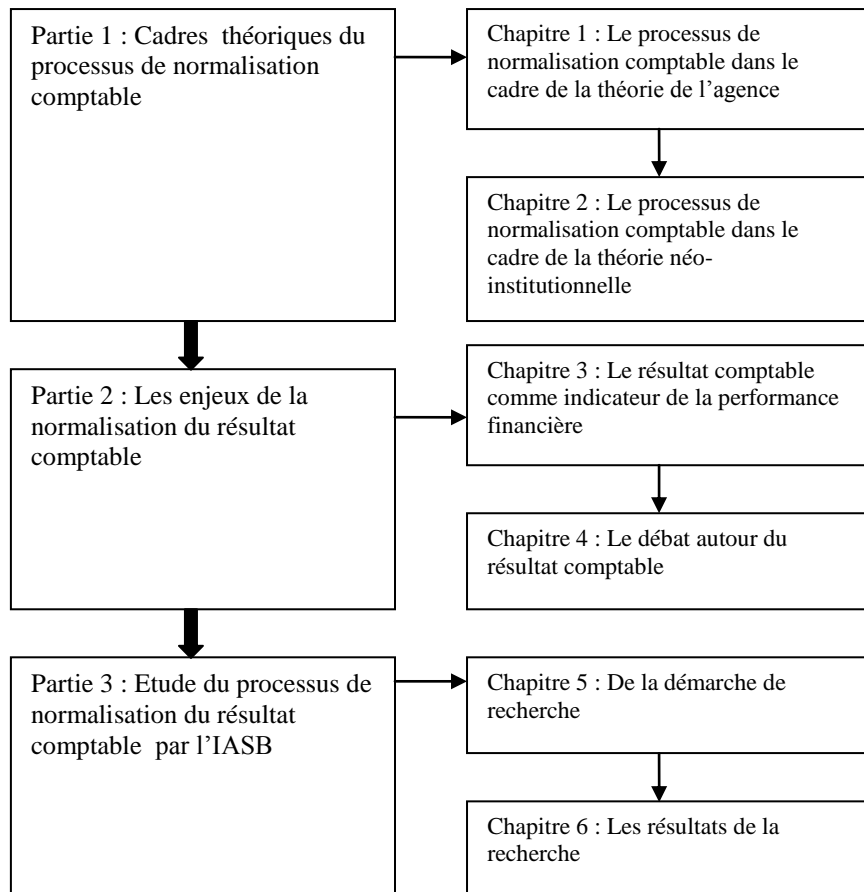 Partie 1 : Cadres théoriques du
processus de normalisation
comptable
Chapitre 1 : Le processus de
normalisation comptable dans le
cadre de la théorie de l’agence
Chapitre 2 : Le processus de
normalisation comptable dans le
cadre de la théorie néo-
institutionnelle
Partie 2 : Les enjeux de la
normalisation du résultat
comptable
Chapitre 3 : Le résultat comptable
comme indicateur de la performance
financière
Chapitre 4 : Le débat autour du
résultat comptable
Partie 3 : Etude du processus de
normalisation du résultat
comptable par l’IASB
Chapitre 5 : De la démarche de
recherche
Chapitre 6 : Les résultats de la
recherche